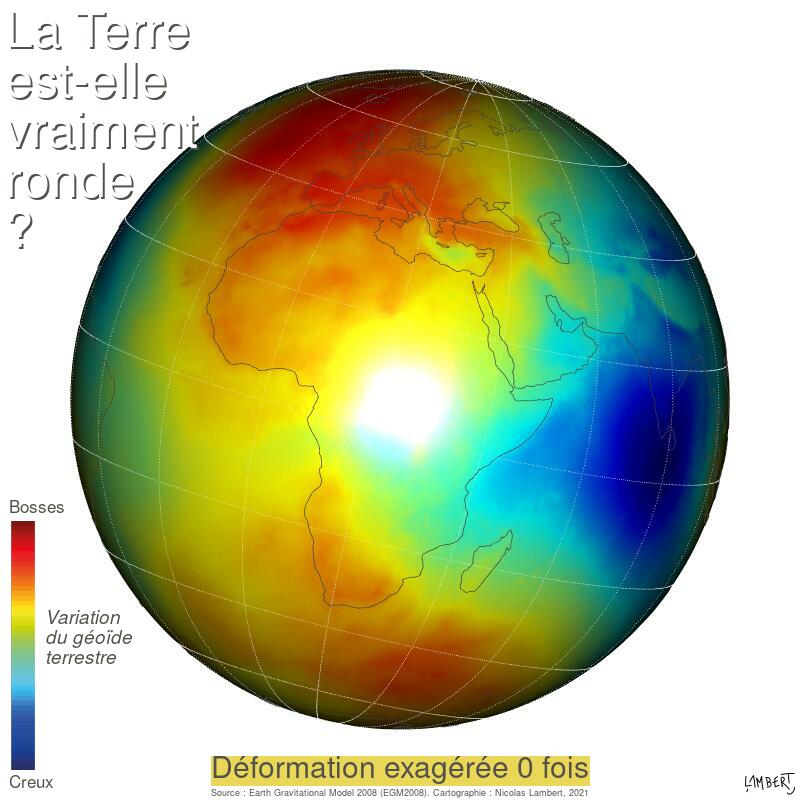 La Terre
est-elle
vraiment
ronde
?
Bosses
Variation
du géoïde
terrestre
Creux
Déformation exagérée 0 fois
Source : Earth Gravitational Model 2008 (EGM2008). Cartographie : Nicolas Lambert, 2021
LAMBERT